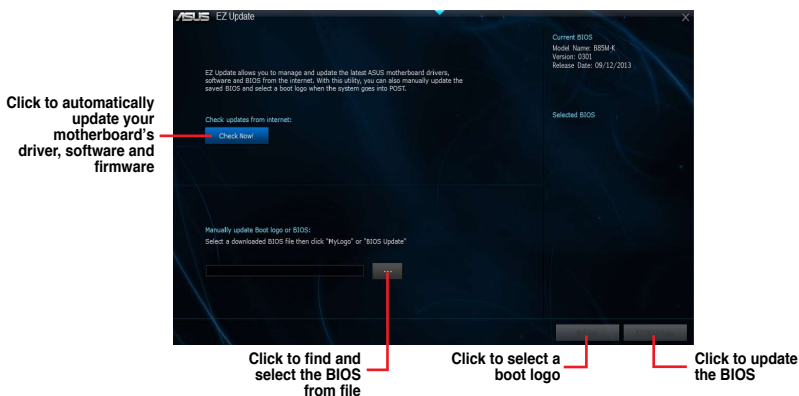 ASUS EZ Update
Current BIOS
Model Name: B85M-K
Version: 0301
Release Date: 09/12/2013
EZ Update allows you to manage and update the latest ASUS motherboard drivers,
software and BIOS from the internet. With this utility, you can also manually update the
saved BIOS and select a boot logo when the system goes into POST.
Check updates from internet:
Check Now!
Selected BIOS
Click to automatically
update your
motherboard's
driver, software and
firmware
Manually update Boot logo or BIOS:
Select a downloaded BIOS file then click "MyLogo" or "BIOS Update"
...
Click to find and
select the BIOS
from file
Click to select a
boot logo
Click to update
the BIOS